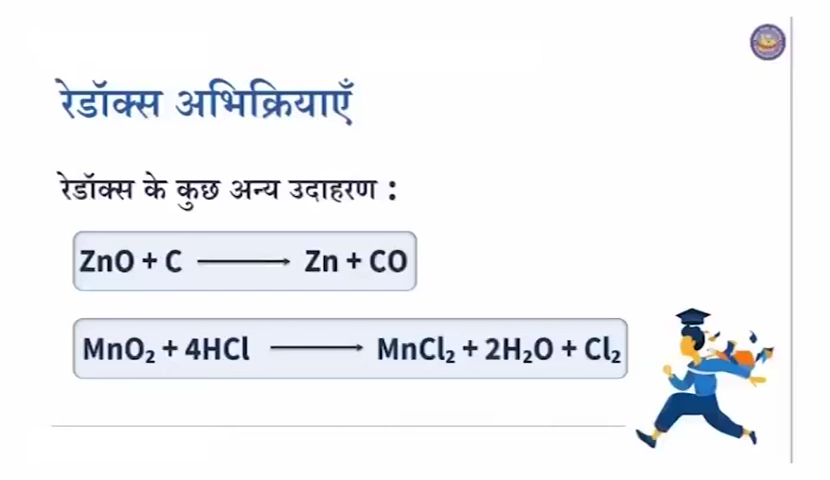 रेडॉक्स अभिक्रियाएँ
रेडॉक्स के कुछ अन्य उदाहरण :
ZnO + C ⟶ Zn + CO
MnO₂ + 4HCl ⟶ MnCl₂ + 2H₂O + Cl₂